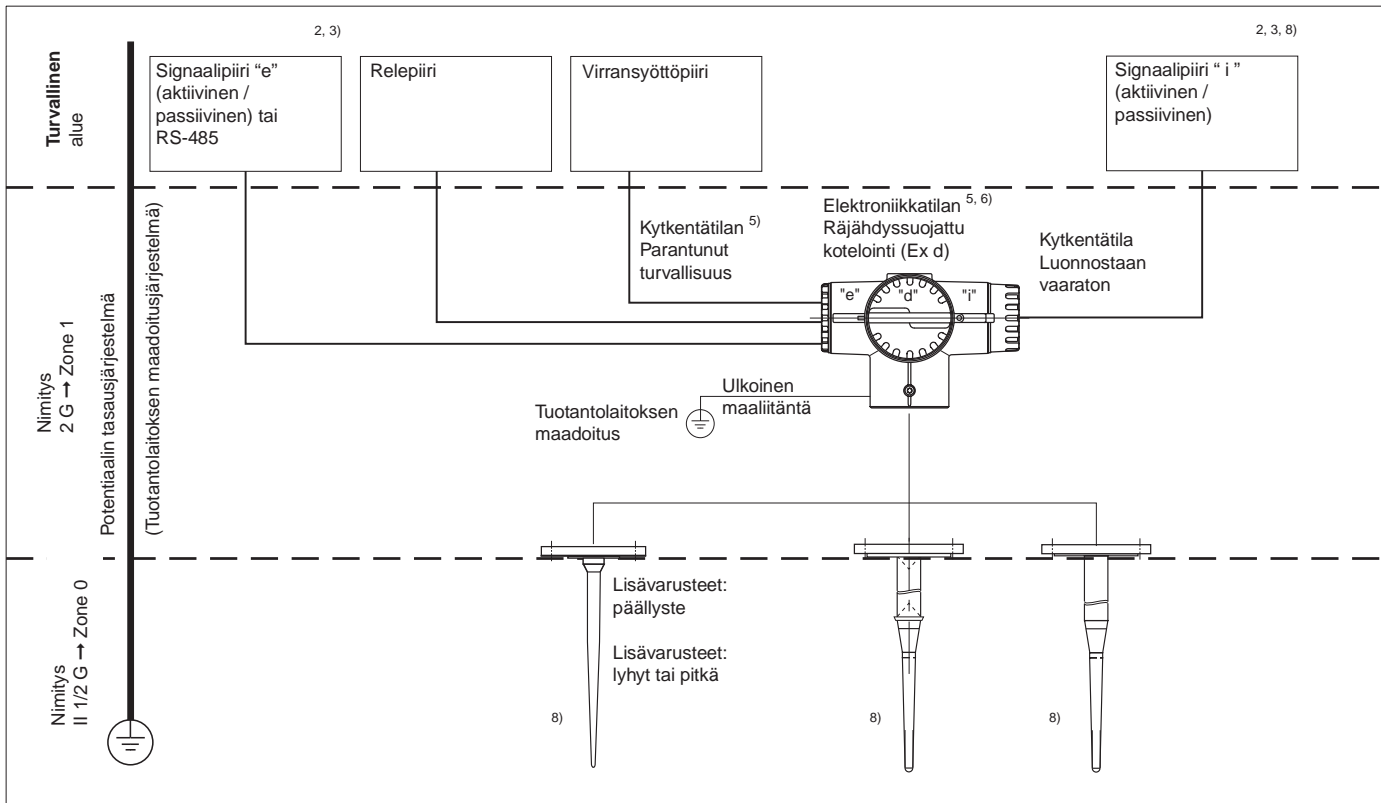 2, 3)
2, 3, 8)
Turvallinen
alue
Signaalipiiri “e”
(aktiivinen /
passiivinen) tai
RS-485
Relepiiri
Virransyöttöpiiri
Signaalipiiri “ i ”
(aktiivinen /
passiivinen)
Kytkentätilan 5)
Parantunut
turvallisuus
Elektroniikkatilan 5, 6)
Räjähdyssuojattu
kotelointi (Ex d)
Kytkentätila
Luonnostaan
vaaraton
"e"
"d"
"i"
Nimitys
2 G → Zone 1
Potentiaalin tasausjärjestelmä
(Tuotantolaitoksen maadoitusjärjestelmä)
Ulkoinen
maaliitäntä
Tuotantolaitoksen
maadoitus
Nimitys
II 1/2 G → Zone 0
Lisävarusteet:
päällyste
Lisävarusteet:
lyhyt tai pitkä
8)
8)
8)